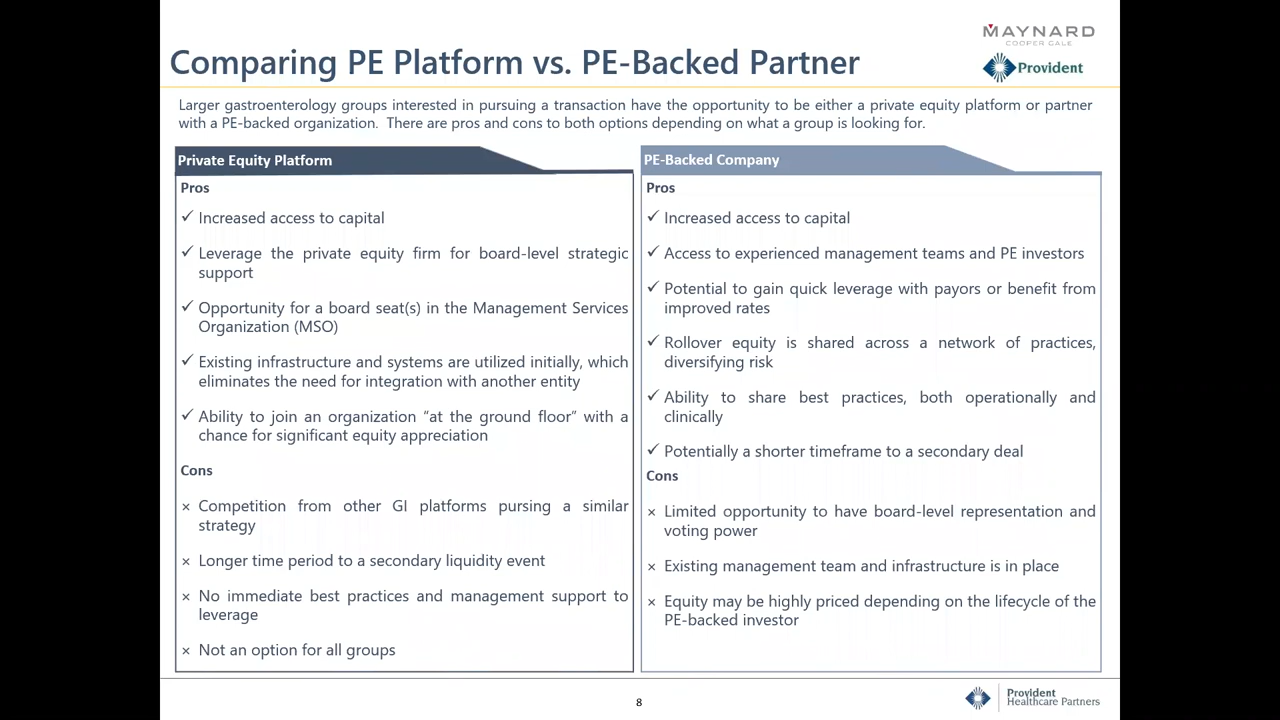 MAYNARD
COOPER GALE
Provident
Comparing PE Platform vs. PE-Backed Partner
Larger gastroenterology groups interested in pursuing a transaction have the opportunity to be either a private equity platform or partner
with a PE-backed organization. There are pros and cons to both options depending on what a group is looking for.
Private Equity Platform
Pros
✓ Increased access to capital
✓ Leverage the private equity firm for board-level strategic
support
✓ Opportunity for a board seat(s) in the Management Services
Organization (MSO)
✓ Existing infrastructure and systems are utilized initially, which
eliminates the need for integration with another entity
✓ Ability to join an organization “at the ground floor” with a
chance for significant equity appreciation
Cons
× Competition from other GI platforms pursing a similar
strategy
× Longer time period to a secondary liquidity event
× No immediate best practices and management support to
leverage
× Not an option for all groups
PE-Backed Company
Pros
✓ Increased access to capital
✓ Access to experienced management teams and PE investors
✓ Potential to gain quick leverage with payors or benefit from
improved rates
✓ Rollover equity is shared across a network of practices,
diversifying risk
✓ Ability to share best practices, both operationally and
clinically
✓ Potentially a shorter timeframe to a secondary deal
Cons
× Limited opportunity to have board-level representation and
voting power
× Existing management team and infrastructure is in place
× Equity may be highly priced depending on the lifecycle of the
PE-backed investor
8
Provident
Healthcare Partners